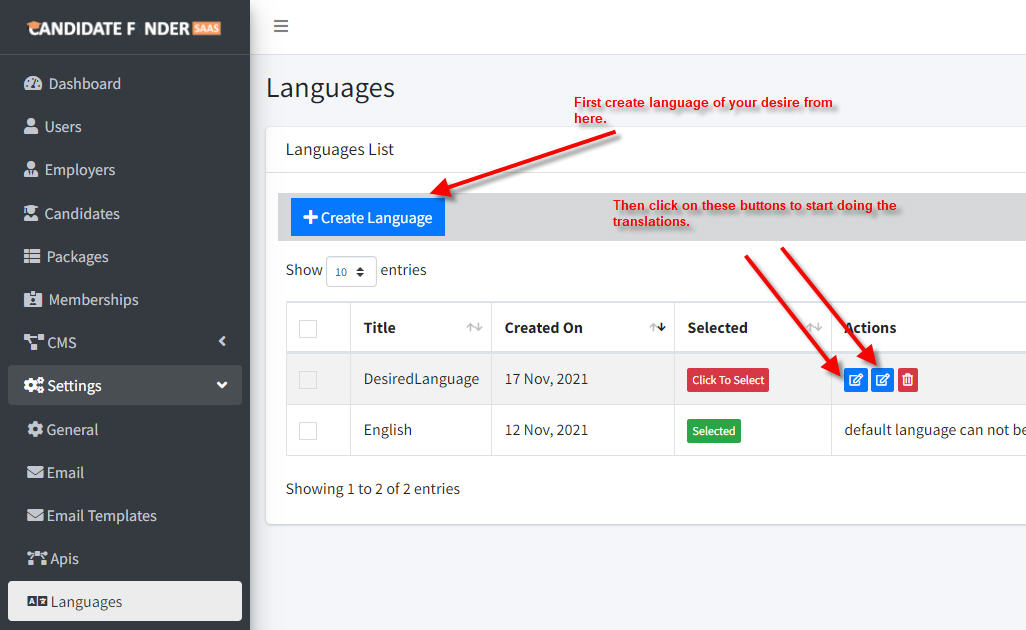 CANDIDATE F NDER SAAS
Dashboard
Users
Employers
Candidates
Packages
Memberships
CMS
Settings
General
Email
Email Templates
Apis
Languages
Languages
First create language of your desire from
here.
Languages List
Create Language
Then click on these buttons to start doing the
translations.
Show 10 entries
Title Created On Selected Actions
DesiredLanguage 17 Nov, 2021 Click To Select
English 12 Nov, 2021 Selected default language can not be
Showing 1 to 2 of 2 entries